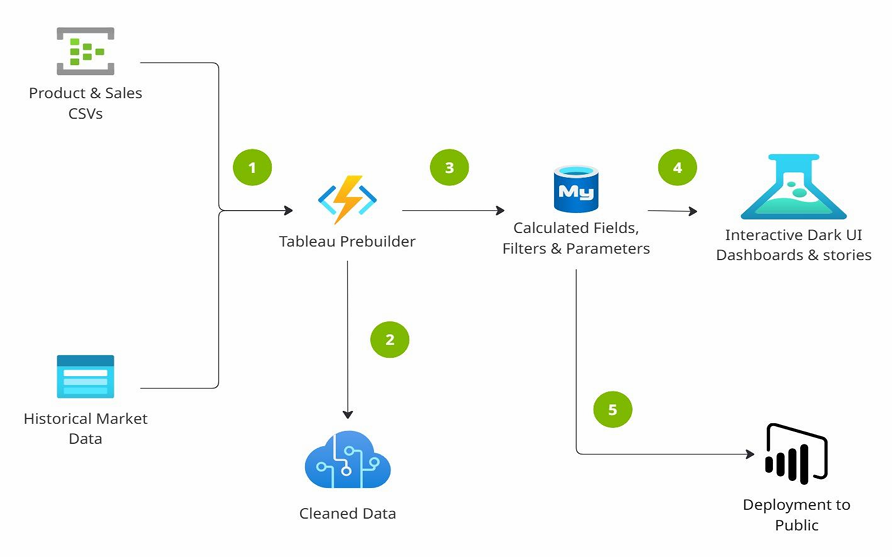 Product & Sales
CSVs
1
3
4
My
Tableau Prebuilder
Calculated Fields,
Filters & Parameters
Interactive Dark UI
Dashboards & stories
2
Historical Market
Data
5
Cleaned Data
Deployment to
Public